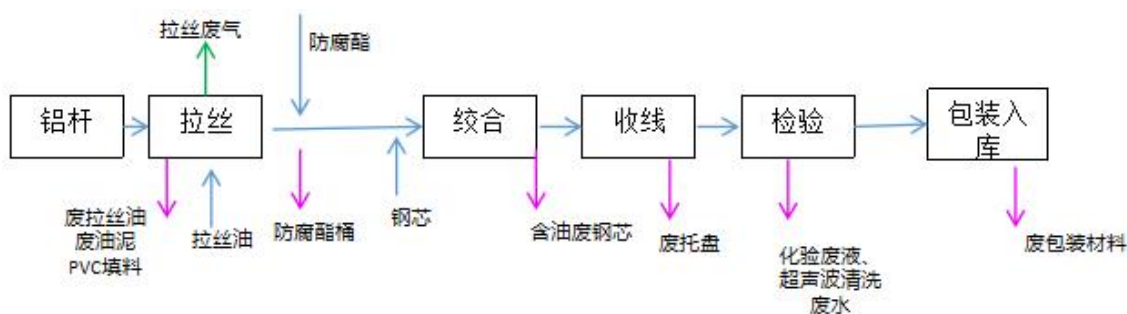 拉丝废气
防腐酯
铝杆
拉丝
绞合
收线
检验
包装入
库
废拉丝油
废油泥
PVC填料
拉丝油
防腐酯桶
钢芯
含油废钢芯
废托盘
化验废液、
超声波清洗
废水
废包装材料